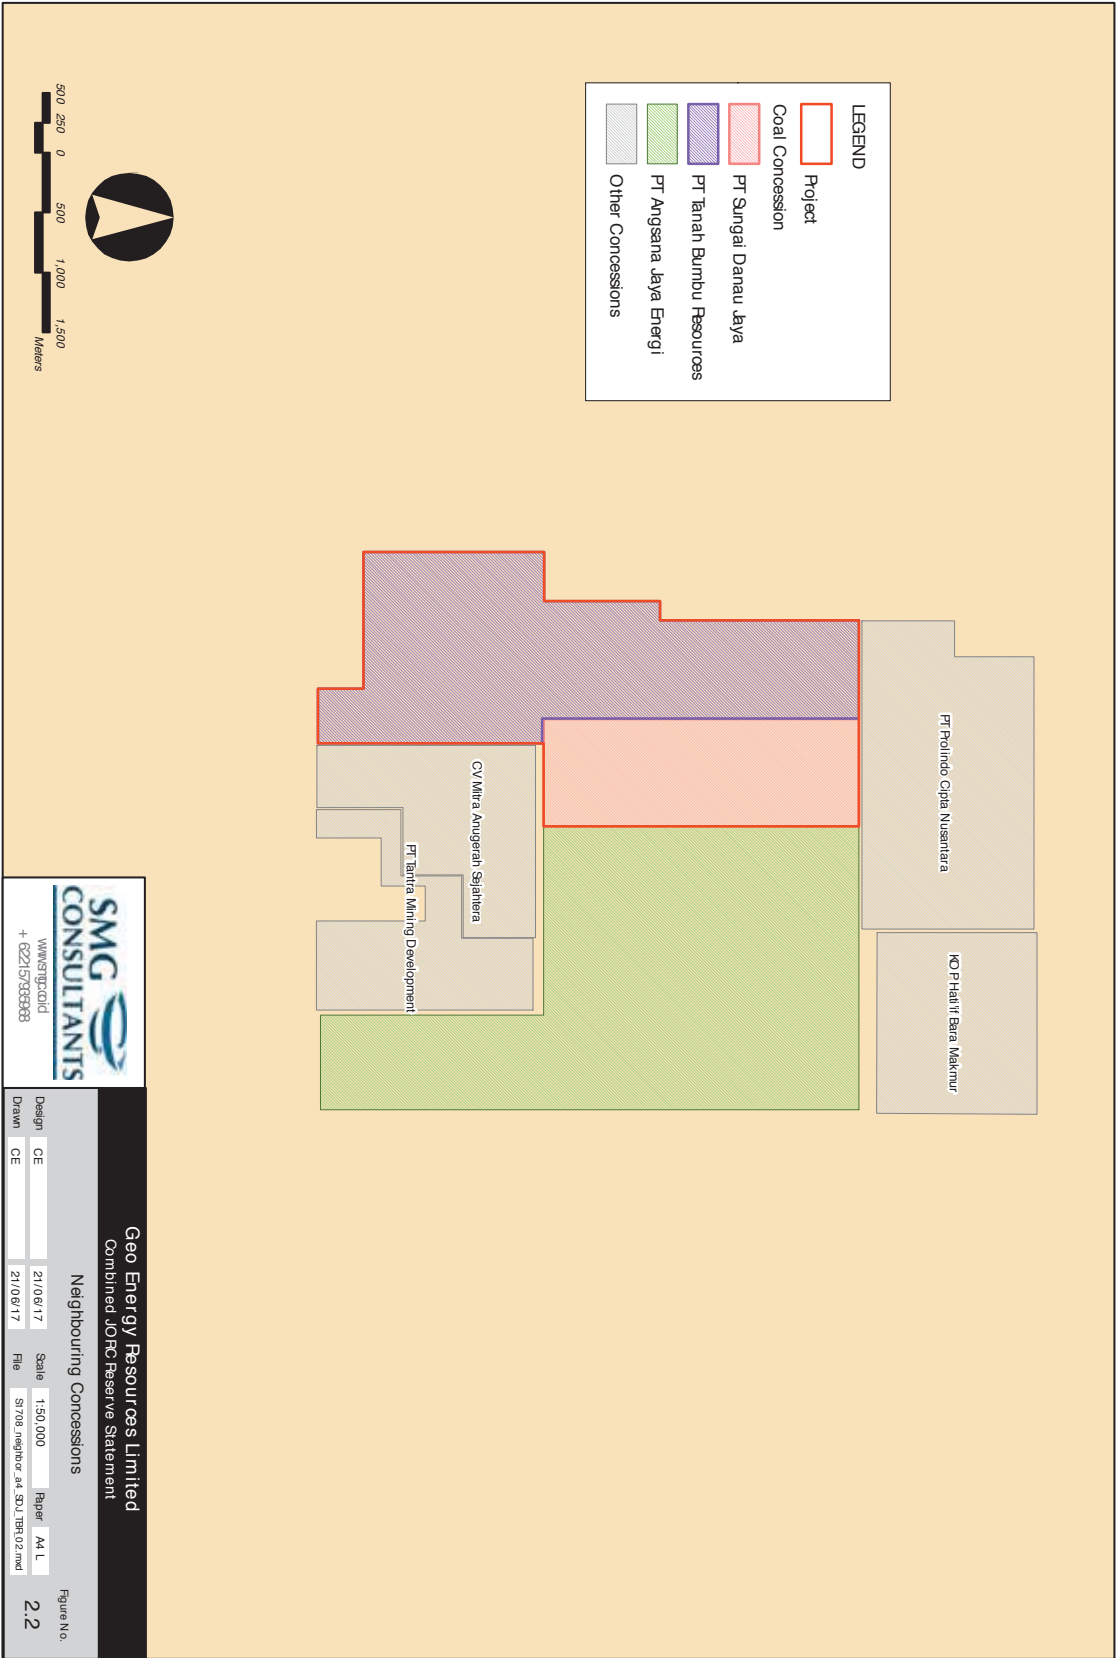 LEGEND
Project
Coal Concession
PT Sungai Danau Jaya
PT Tanah Bumbu Resources
PT Angsana Jaya Energi
Other Concessions
500 250 0 500 1,000 1,500
Meters
PT Prolindo Cipta Nusantara
KOP Hati'if Bara Makmur
CV Mitra Anugerah Sejahtera
PT Tantra Mining Development
SMG
CONSULTANTS
www.smgc.co.id
Geo Energy Resources Limited
Combined JORC Reserve Statement
Neighbouring Concessions
Figure No.
2.2
Design CE 21/06/17 Scale 1:50,000 Paper A4 L
Drawn CE 21/06/17 File SI1708_neighbor_a4_SDJ_TBR_02.mxd